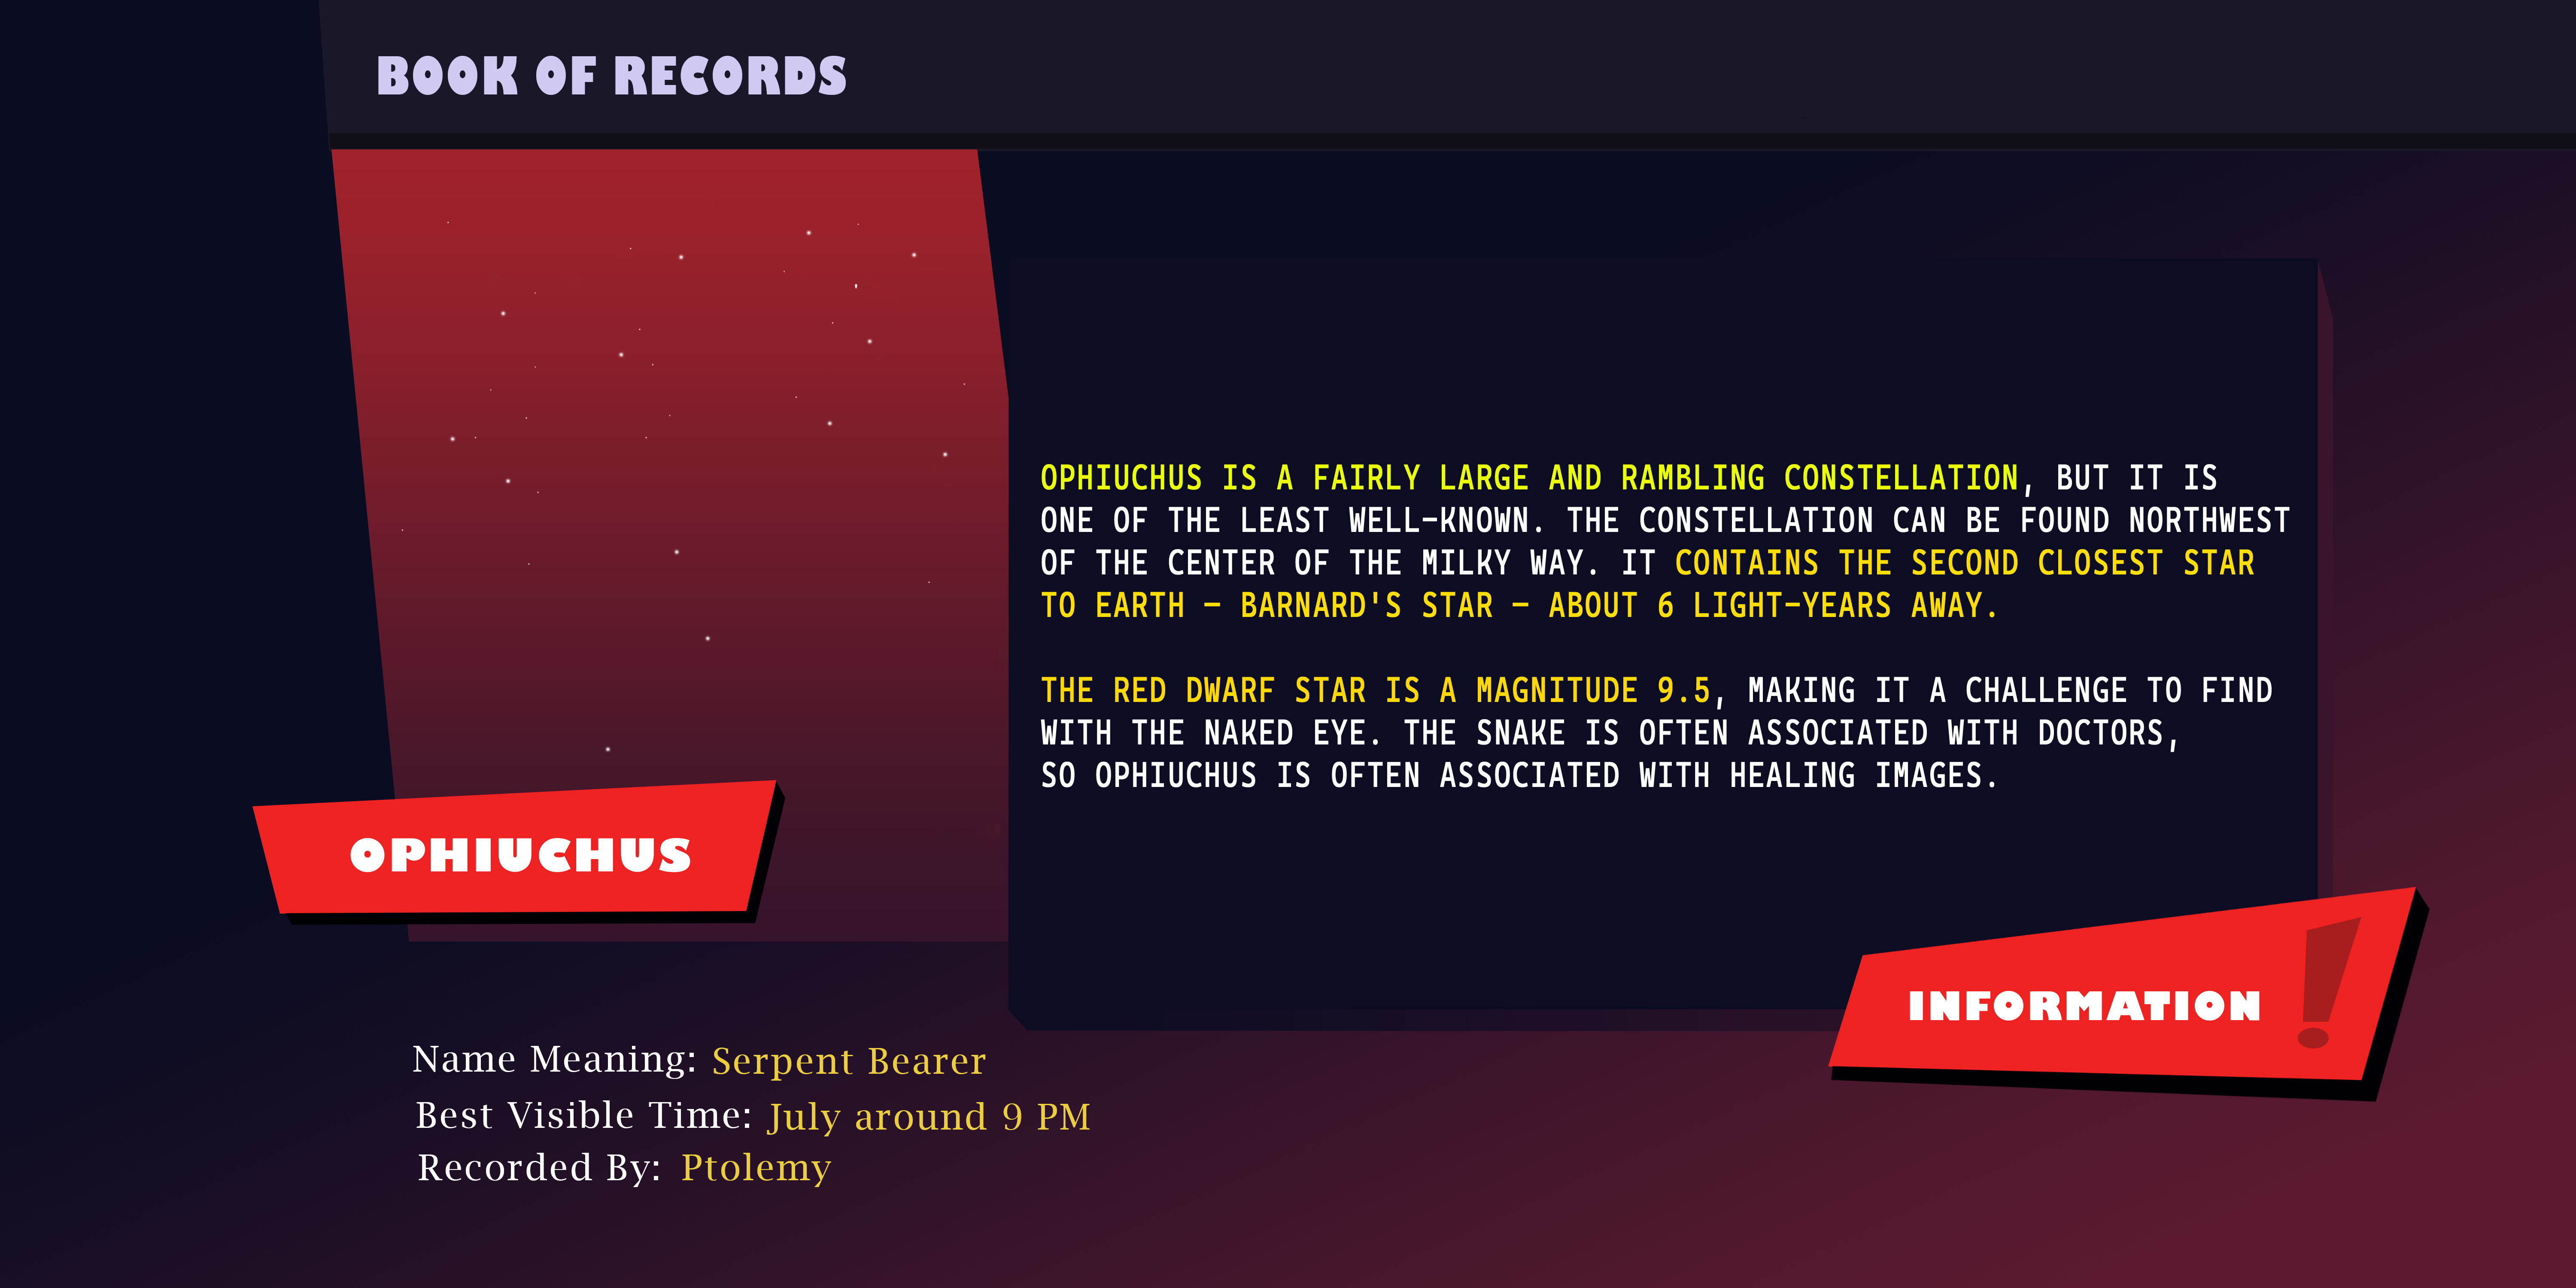 BOOK OF RECORDS
OPHIUCHUS IS A FAIRLY LARGE AND RAMBLING CONSTELLATION, BUT IT IS
ONE OF THE LEAST WELL-KNOWN. THE CONSTELLATION CAN BE FOUND NORTHWEST
OF THE CENTER OF THE MILKY WAY. IT CONTAINS THE SECOND CLOSEST STAR
TO EARTH – BARNARD'S STAR – ABOUT 6 LIGHT-YEARS AWAY.
THE RED DWARF STAR IS A MAGNITUDE 9.5, MAKING IT A CHALLENGE TO FIND
WITH THE NAKED EYE. THE SNAKE IS OFTEN ASSOCIATED WITH DOCTORS,
SO OPHIUCHUS IS OFTEN ASSOCIATED WITH HEALING IMAGES.
OPHIUCHUS
INFORMATION !
Name Meaning: Serpent Bearer
Best Visible Time: July around 9 PM
Recorded By: Ptolemy